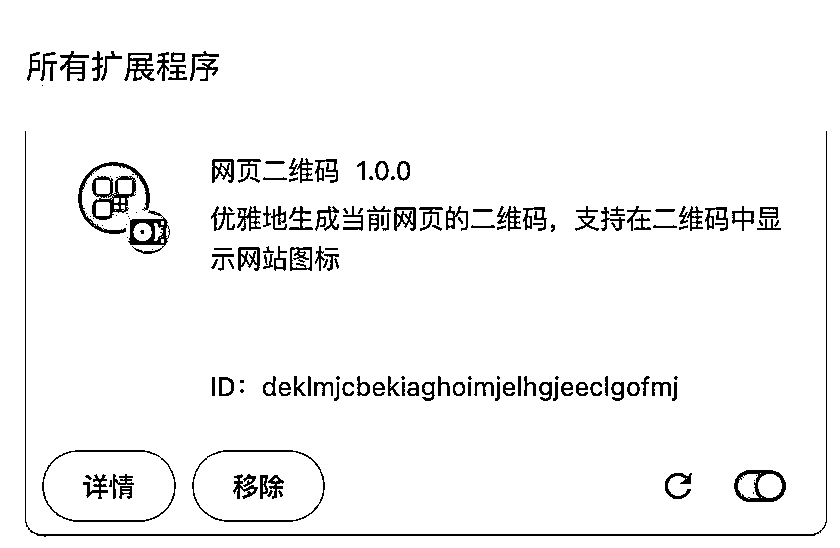 所有扩展程序
网页二维码 1.0.0
优雅地生成当前网页的二维码，支持在二维码中显
示网站图标
ID：deklmjcbekiaghoimjelhgjeeclgofmj
详情
移除